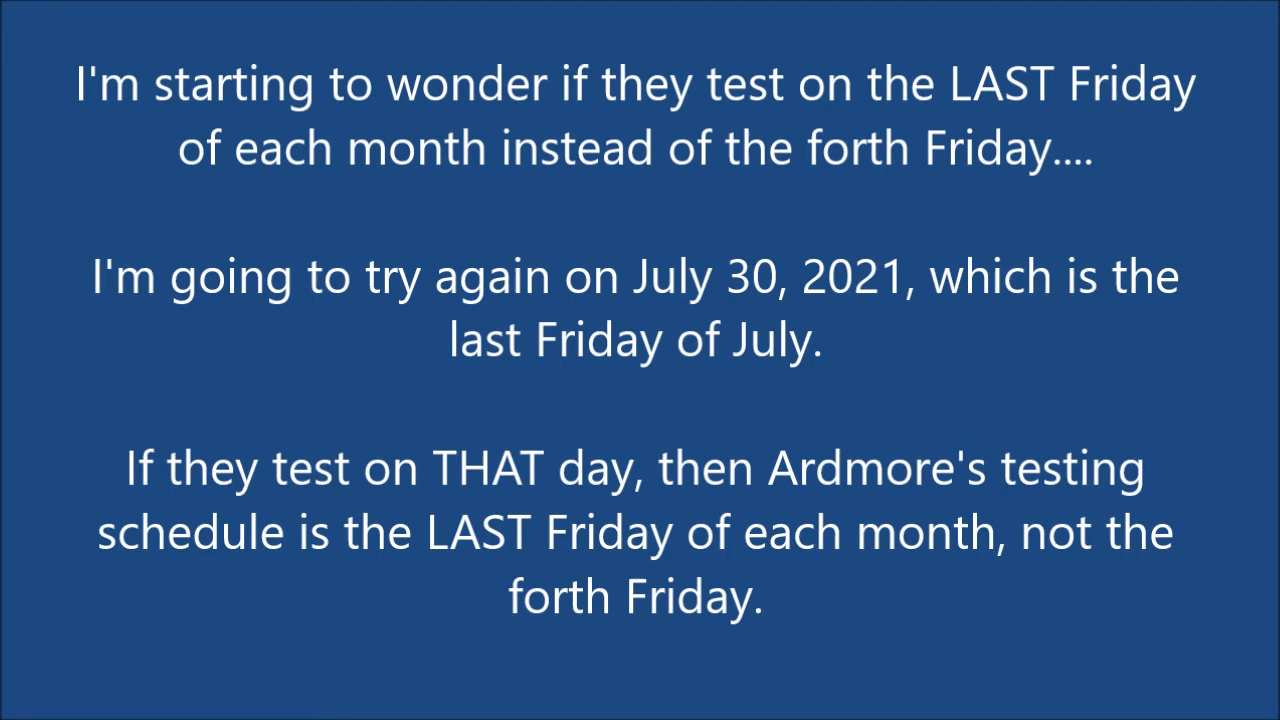 I'm starting to wonder if they test on the LAST Friday
of each month instead of the forth Friday....
I'm going to try again on July 30, 2021, which is the
last Friday of July.
If they test on THAT day, then Ardmore's testing
schedule is the LAST Friday of each month, not the
forth Friday.